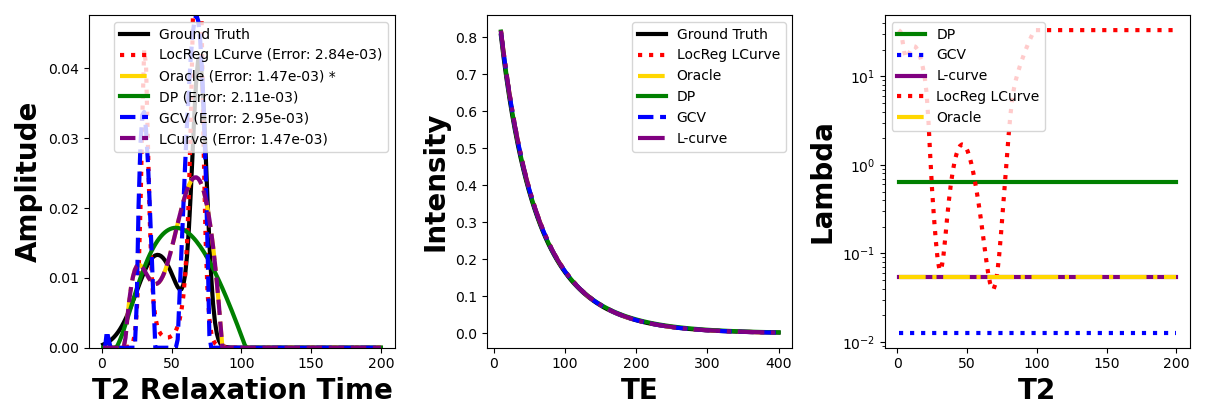 Ground Truth
LocReg LCurve (Error: 2.84e-03)
Oracle (Error: 1.47e-03) *
DP (Error: 2.11e-03)
GCV (Error: 2.95e-03)
LCurve (Error: 1.47e-03)
0.04
0.03
0.02
0.01
0.00
0
50
100
150
200
Amplitude
T2 Relaxation Time
Ground Truth
LocReg LCurve
Oracle
DP
GCV
L-curve
0.8
0.7
0.6
0.5
0.4
0.3
0.2
0.1
0.0
0
100
200
300
400
Intensity
TE
DP
GCV
L-curve
LocReg LCurve
Oracle
10¹
10⁰
10⁻¹
10⁻²
0
50
100
150
200
Lambda
T2